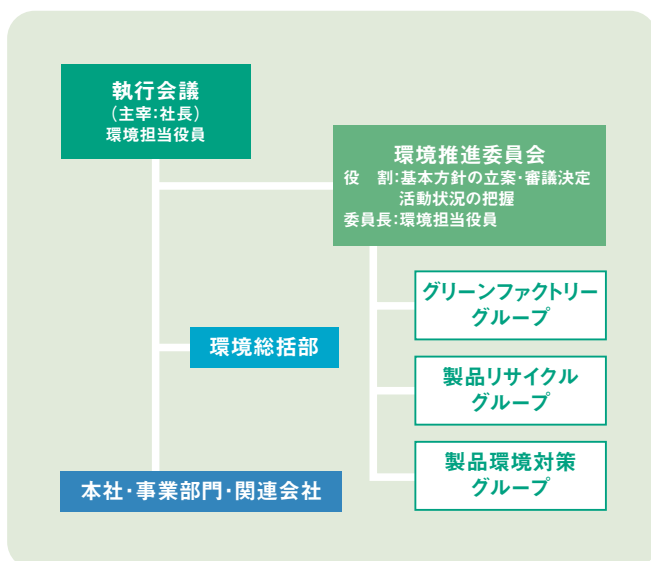 執行会議
(主宰:社長)
環境担当役員
環境推進委員会
役　割:基本方針の立案・審議決定
活動状況の把握
委員長:環境担当役員
グリーンファクトリー
グループ
環境総括部
製品リサイクル
グループ
製品環境対策
グループ
本社・事業部門・関連会社